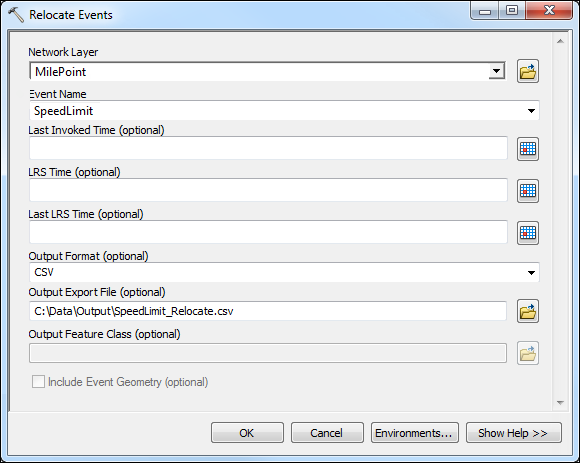 Relocate Events
Network Layer
MilePoint
Event Name
SpeedLimit
Last Invoked Time (optional)
LRS Time (optional)
Last LRS Time (optional)
Output Format (optional)
CSV
Output Export File (optional)
C:\Data\Output\SpeedLimit_Relocate.csv
Output Feature Class (optional)
Include Event Geometry (optional)
OK Cancel Environments... Show Help >>